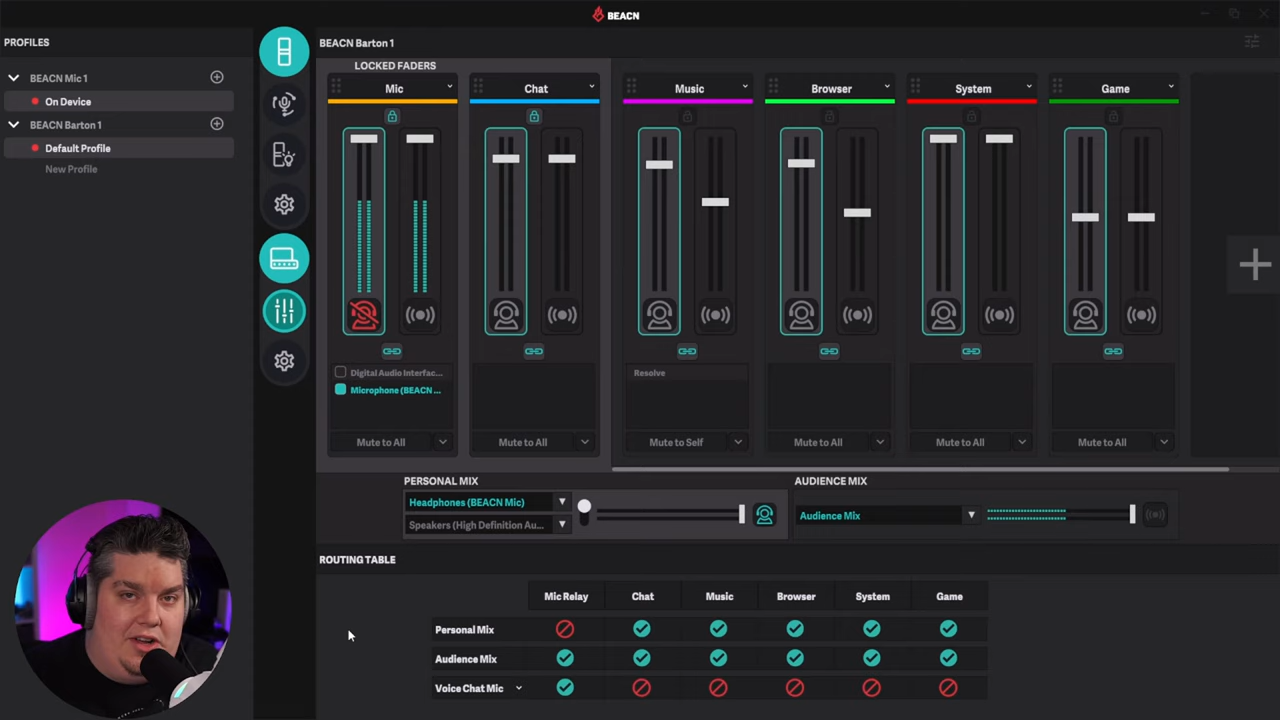 BEACN
PROFILES
BEACN Mic 1
On Device
BEACN Barton 1
Default Profile
New Profile
BEACN Barton 1
LOCKED FADERS
Mic
Chat
Music
Browser
System
Game
Digital Audio Interfac...
Microphone (BEACN ...
Resolve
Mute to All
Mute to All
Mute to Self
Mute to All
Mute to All
Mute to All
PERSONAL MIX
Headphones (BEACN Mic)
Speakers (High Definition Au...
AUDIENCE MIX
Audience Mix
ROUTING TABLE
Mic Relay Chat Music Browser System Game
Personal Mix
Audience Mix
Voice Chat Mic